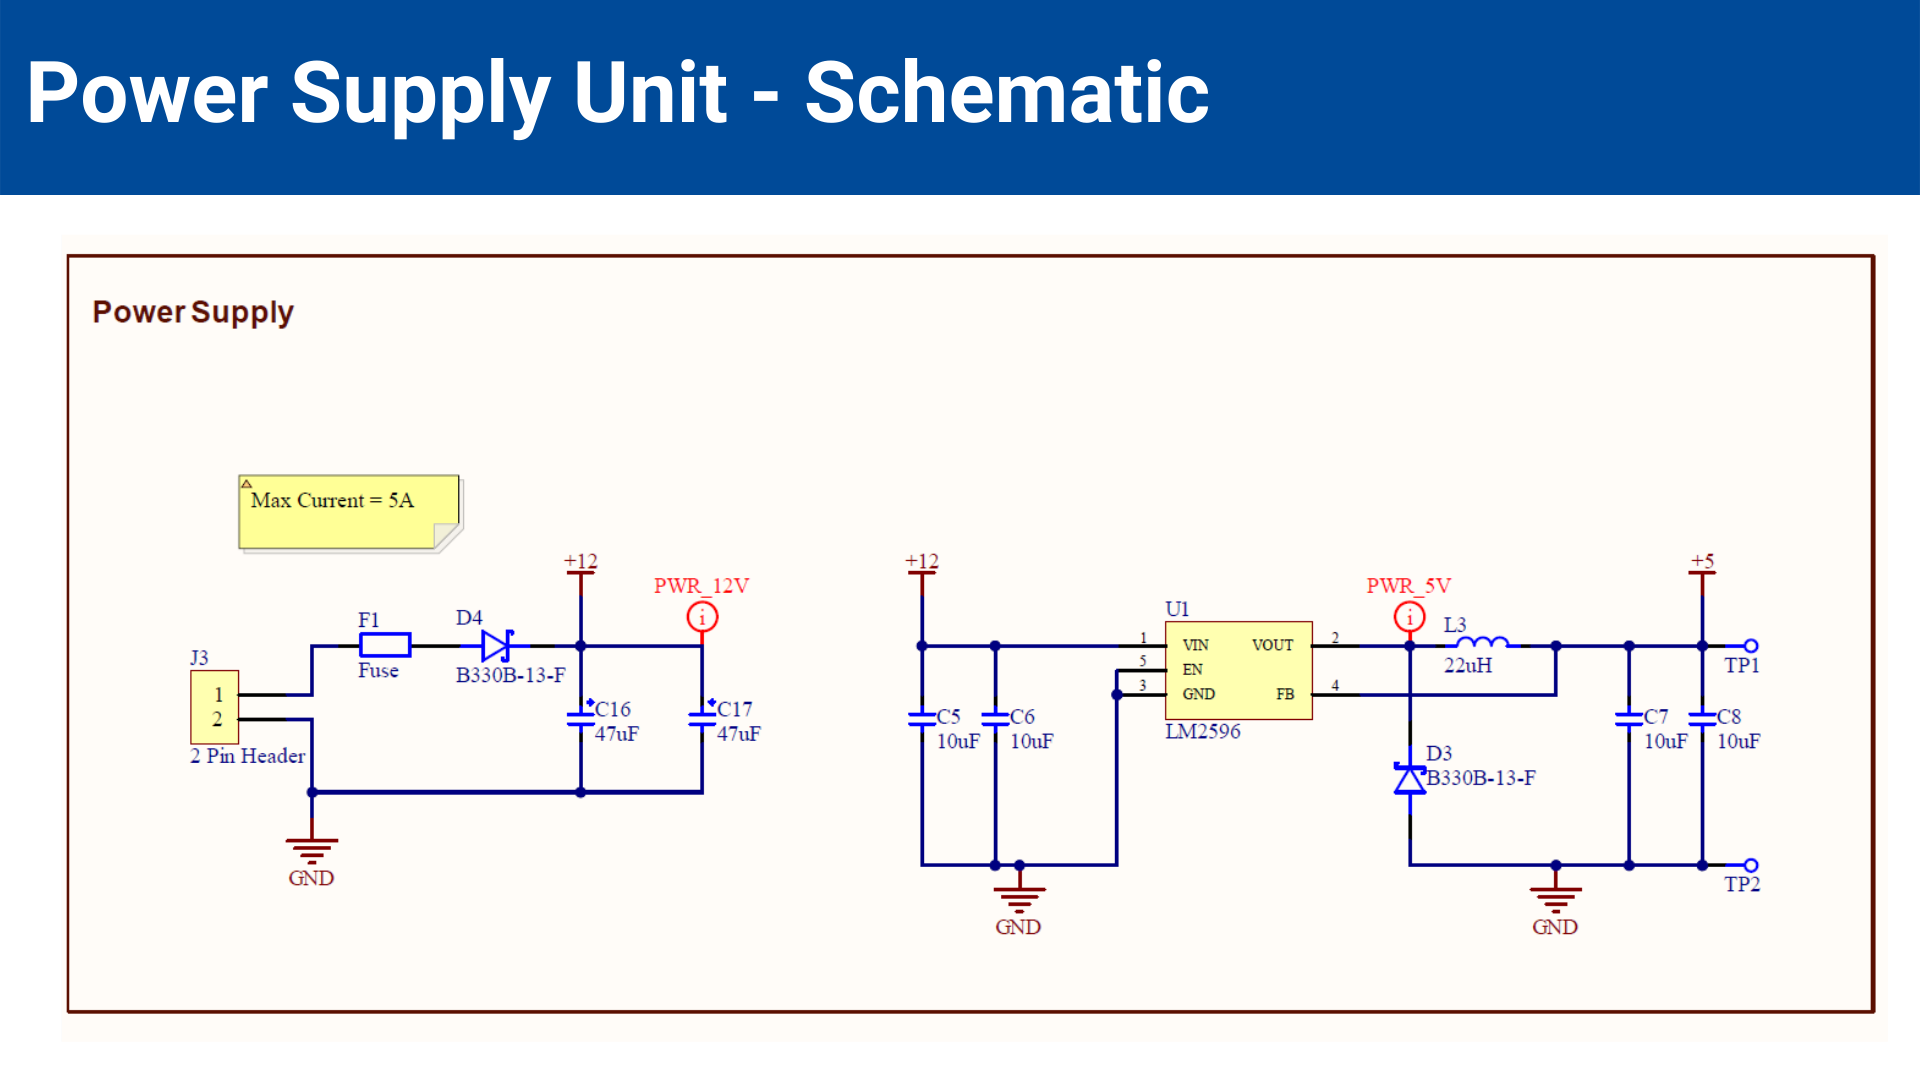 Power Supply Unit - Schematic
Power Supply
Max Current = 5A
+12
PWR_12V
i
F1
Fuse
D4
B330B-13-F
J3
1
2
2 Pin Header
C16
47uF
C17
47uF
GND
+12
C5
10uF
C6
10uF
GND
U1
1
5
3
VIN
EN
GND
VOUT
FB
2
4
LM2596
PWR_5V
i
L3
22uH
D3
B330B-13-F
+5
C7
10uF
C8
10uF
TP1
TP2
GND